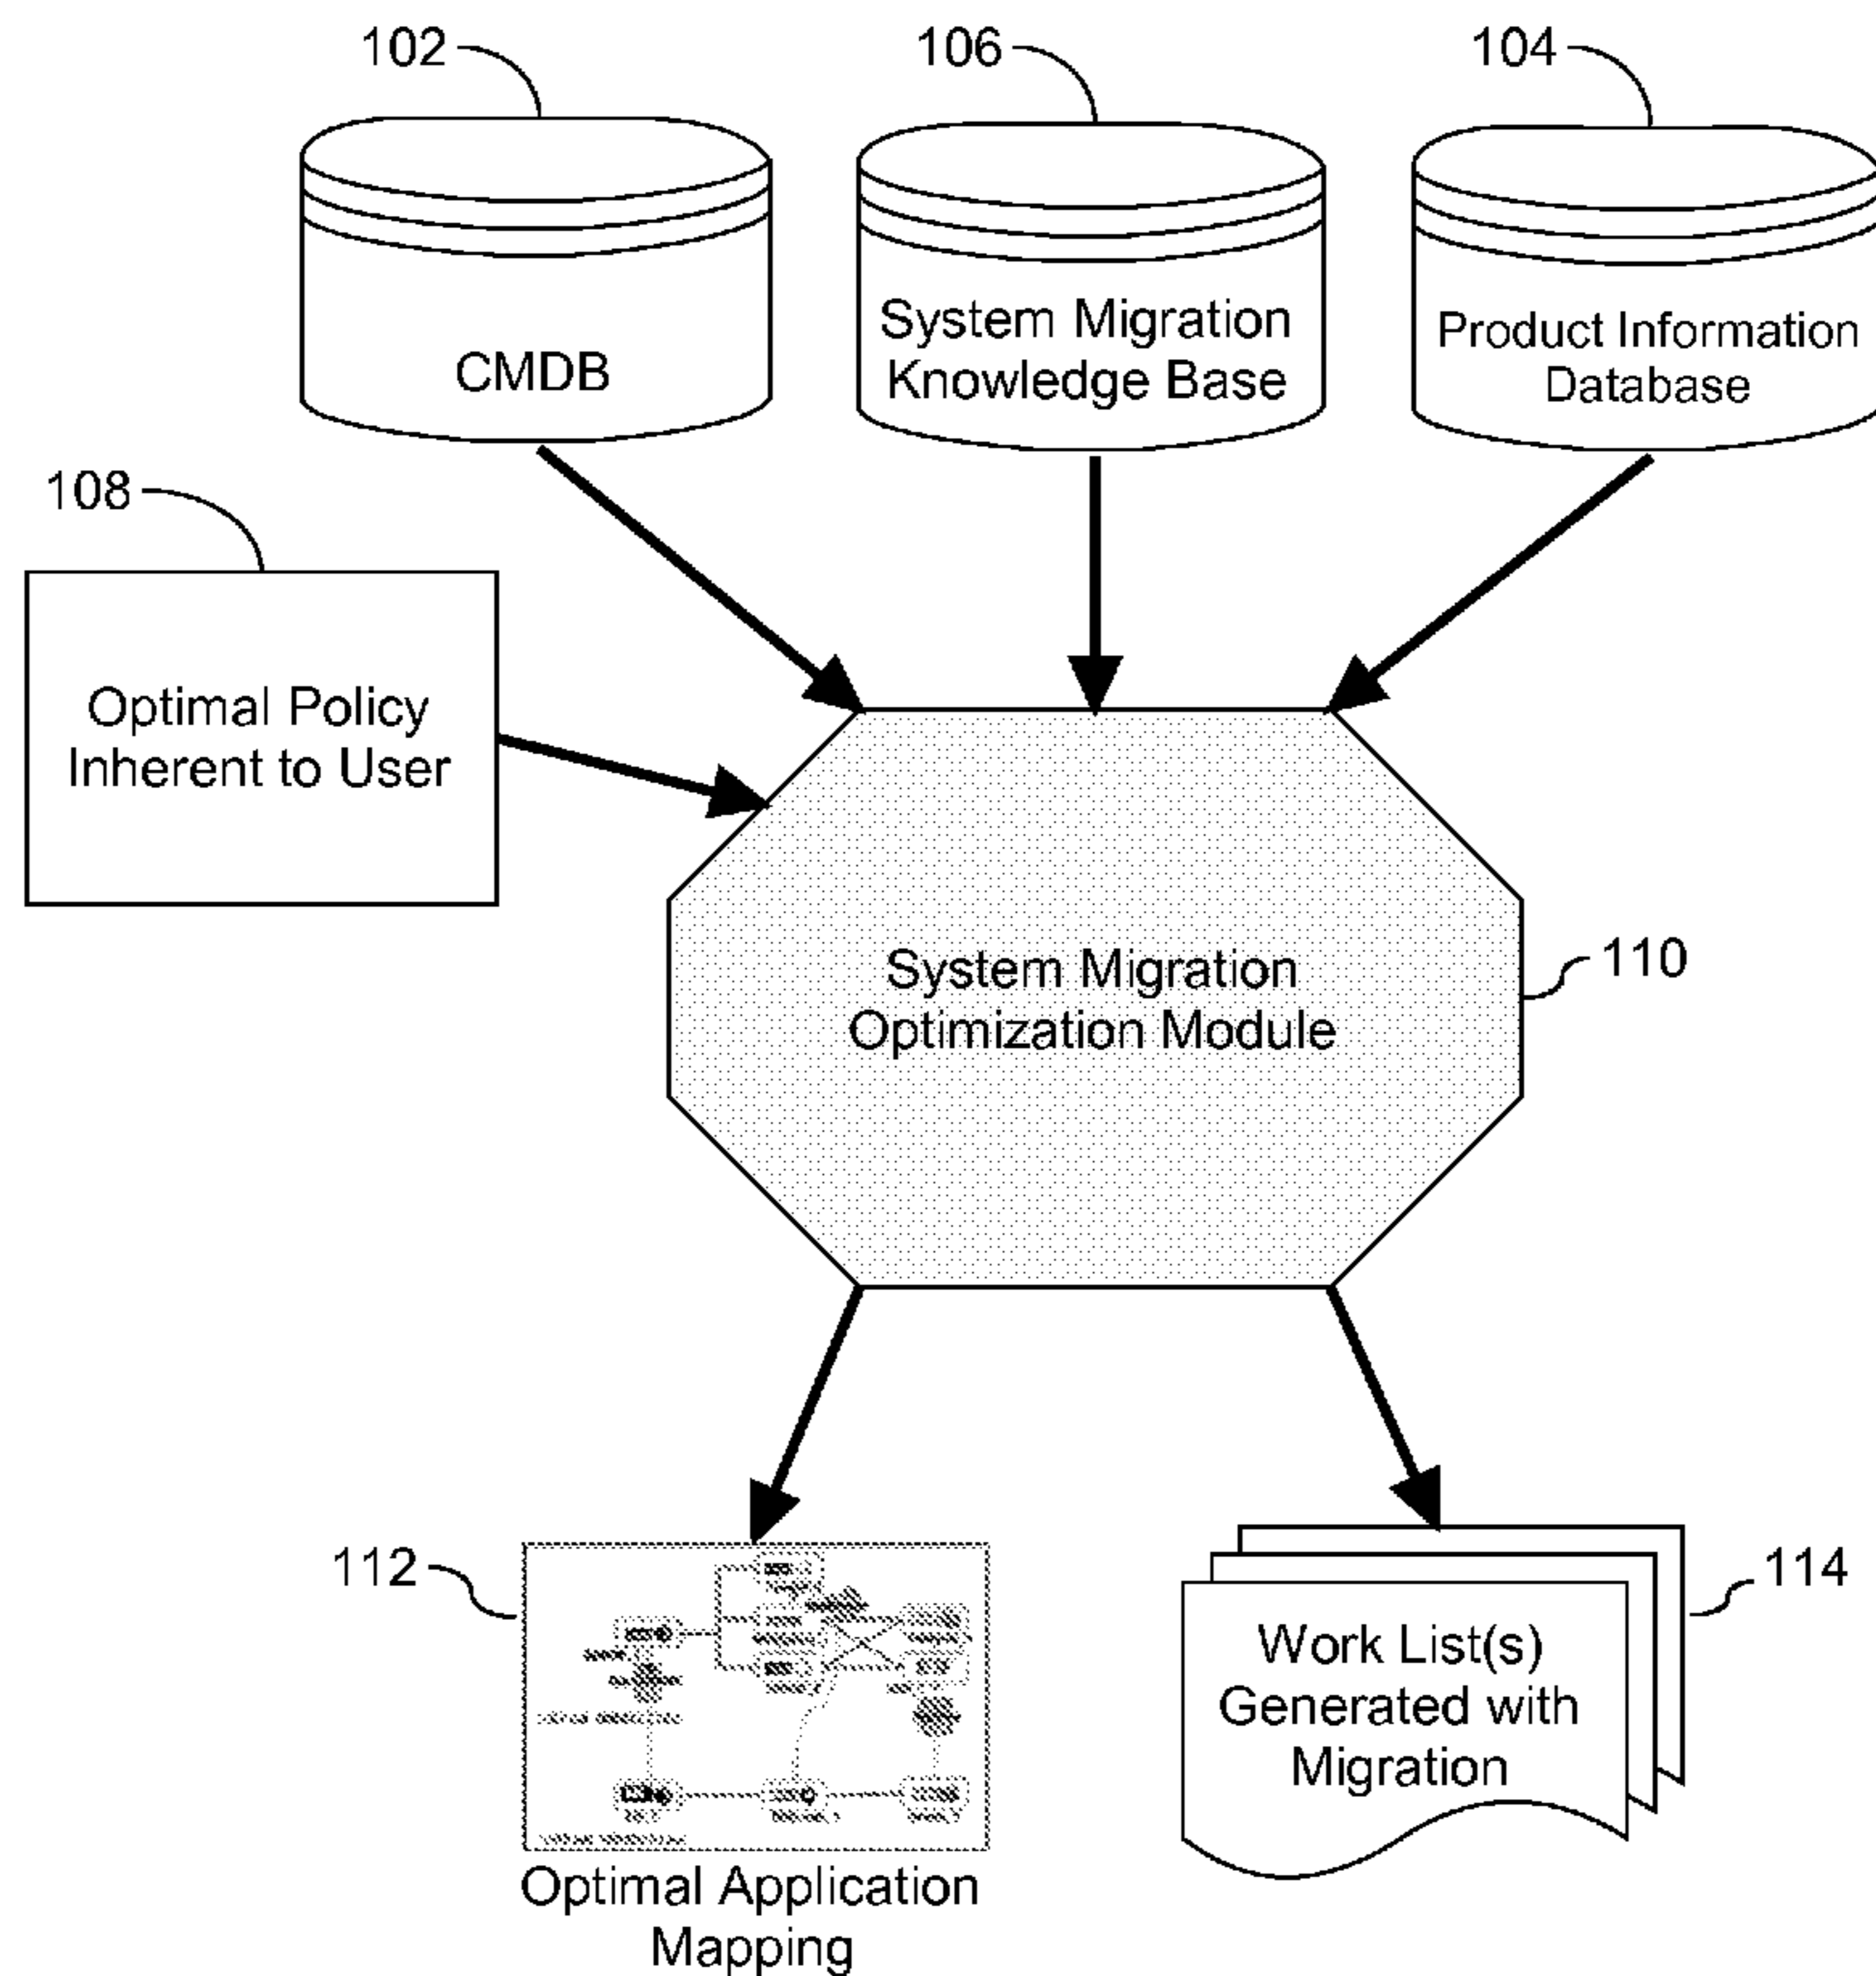 102
106
104
CMDB
System Migration
Knowledge Base
Product Information
Database
108
Optimal Policy
Inherent to User
System Migration
Optimization Module
110
112
114
Work List(s)
Generated with
Migration
Optimal Application
Mapping